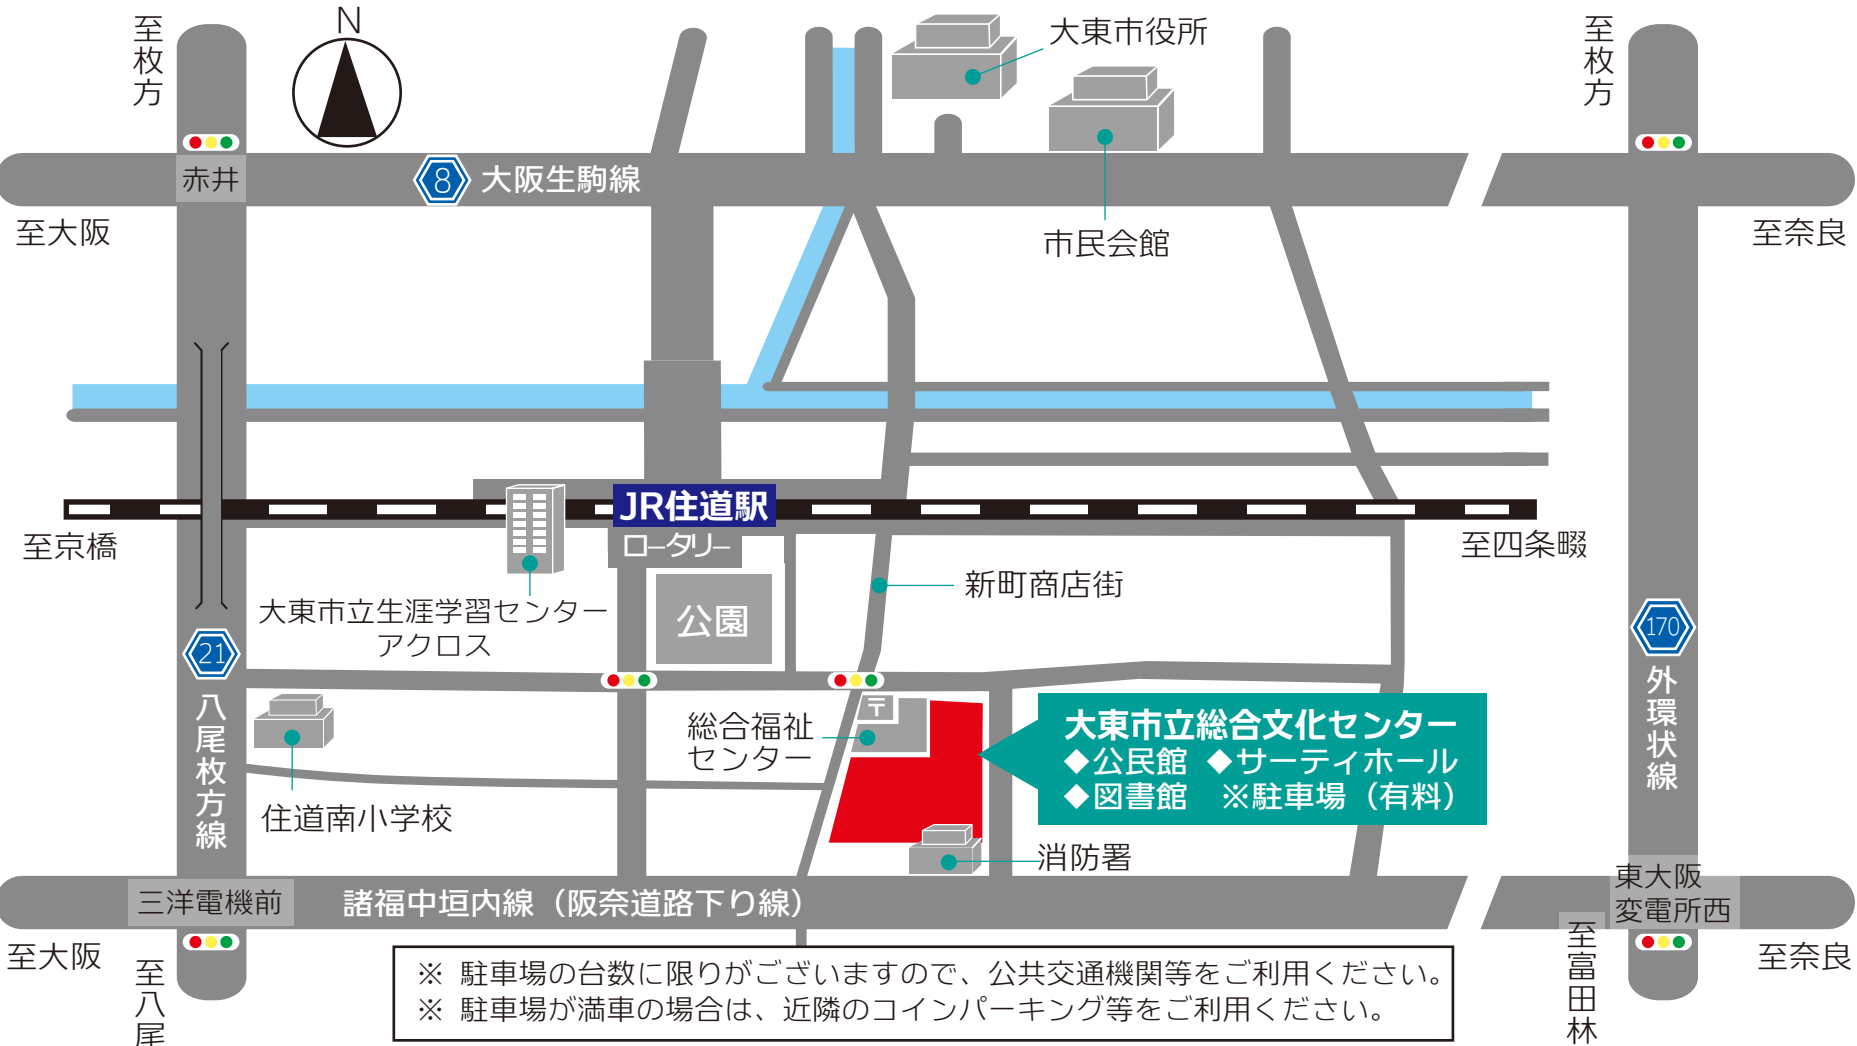 至枚方
N
大東市役所
至枚方
赤井
8
大阪生駒線
至大阪
市民会館
至奈良
JR住道駅
ロータリー
至京橋
至四条畷
新町商店街
大東市立生涯学習センター
アクロス
公園
21
170
八尾枚方線
外環状線
〒
総合福祉
センター
大東市立総合文化センター
◆公民館 ◆サーティホール
◆図書館 ※駐車場（有料）
住道南小学校
消防署
三洋電機前
諸福中垣内線（阪奈道路下り線）
東大阪
変電所西
至大阪
至八尾
至富田林
至奈良
※ 駐車場の台数に限りがございますので、公共交通機関等をご利用ください。
※ 駐車場が満車の場合は、近隣のコインパーキング等をご利用ください。